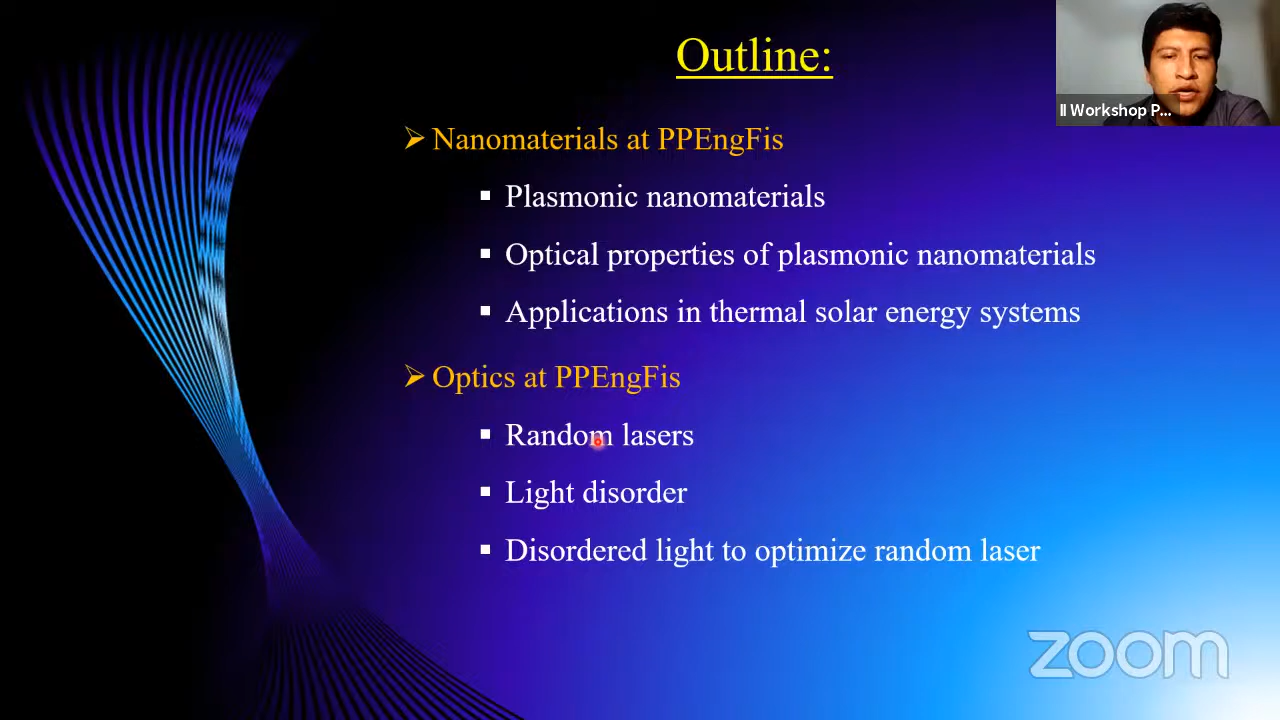 Outline:
II Workshop P...
➢ Nanomaterials at PPEngFis
▪ Plasmonic nanomaterials
▪ Optical properties of plasmonic nanomaterials
▪ Applications in thermal solar energy systems
➢ Optics at PPEngFis
▪ Random lasers
▪ Light disorder
▪ Disordered light to optimize random laser
zoom